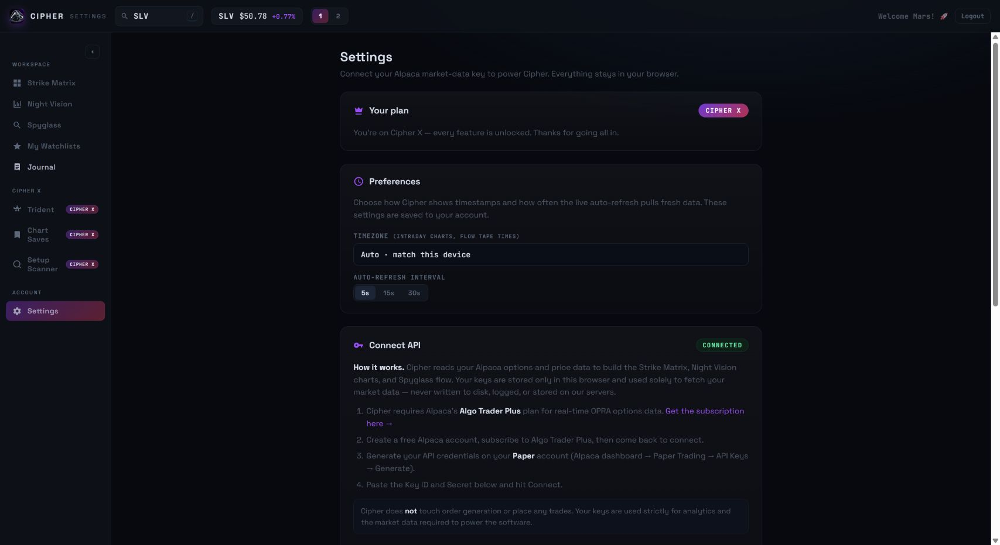 CIPHER SETTINGS
SLV /
SLV $50.78 +0.77%
1 2
Welcome Mars! 🚀
Logout
WORKSPACE
Strike Matrix
Night Vision
Spyglass
My Watchlists
Journal
CIPHER X
Trident CIPHER X
Chart
Saves
CIPHER X
Setup
Scanner
CIPHER X
ACCOUNT
Settings
Settings
Connect your Alpaca market-data key to power Cipher. Everything stays in your browser.
Your plan
CIPHER X
You're on Cipher X — every feature is unlocked. Thanks for going all in.
Preferences
Choose how Cipher shows timestamps and how often the live auto-refresh pulls fresh data. These
settings are saved to your account.
TIMEZONE (INTRADAY CHARTS, FLOW TAPE TIMES)
Auto · match this device
AUTO-REFRESH INTERVAL
5s 15s 30s
Connect API
CONNECTED
How it works. Cipher reads your Alpaca options and price data to build the Strike Matrix, Night Vision
charts, and Spyglass flow. Your keys are stored only in this browser and used solely to fetch your
market data — never written to disk, logged, or stored on our servers.
1. Cipher requires Alpaca's Algo Trader Plus plan for real-time OPRA options data. Get the subscription
here →
2. Create a free Alpaca account, subscribe to Algo Trader Plus, then come back to connect.
3. Generate your API credentials on your Paper account (Alpaca dashboard → Paper Trading → API Keys
→ Generate).
4. Paste the Key ID and Secret below and hit Connect.
Cipher does not touch order generation or place any trades. Your keys are used strictly for analytics and
the market data required to power the software.